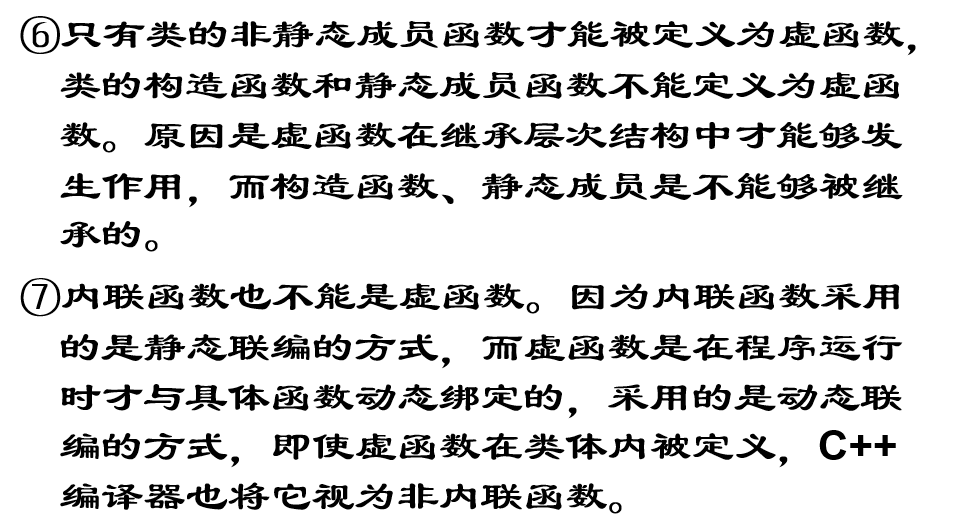 ⑥只有类的非静态成员函数才能被定义为虚函数，
类的构造函数和静态成员函数不能定义为虚函
数。原因是虚函数在继承层次结构中才能够发
生作用，而构造函数、静态成员是不能够被继
承的。
⑦内联函数也不能是虚函数。因为内联函数采用
的是静态联编的方式，而虚函数是在程序运行
时才与具体函数动态绑定的，采用的是动态联
编的方式，即使虚函数在类体内被定义，C++
编译器也将它视为非内联函数。